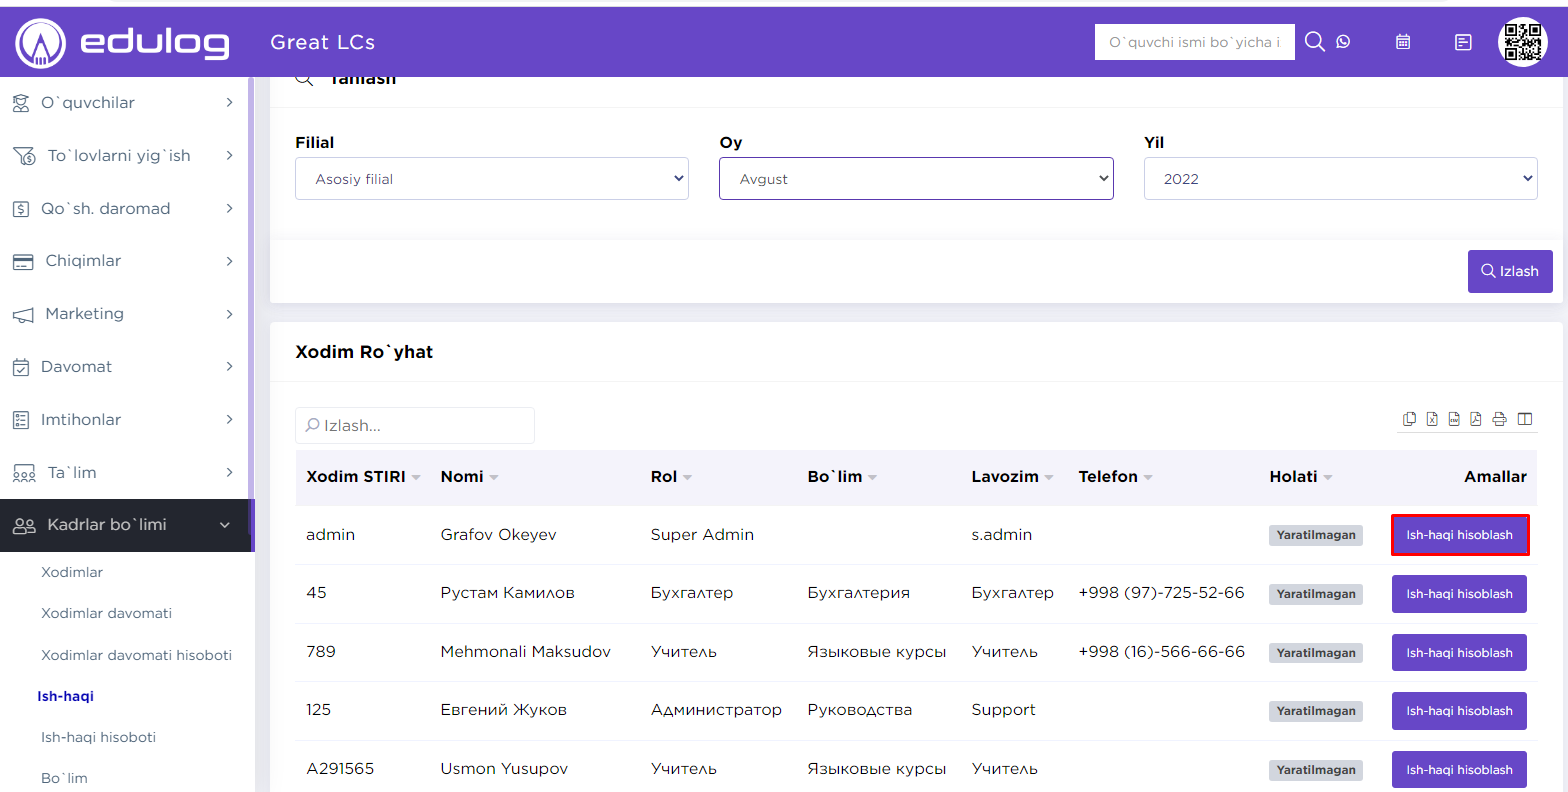 edulog
Great LCs
O`quvchi ismi bo`yicha i
Tanlash
O`quvchilar
To`lovlarni yig`ish
Qo`sh. daromad
Chiqimlar
Marketing
Davomat
Imtihonlar
Ta`lim
Kadrlar bo`limi
Xodimlar
Xodimlar davomati
Xodimlar davomati hisoboti
Ish-haqi
Ish-haqi hisoboti
Bo`lim
Filial Oy Yil
Asosiy filial Avgust 2022
Izlash
Xodim Ro`yhat
Izlash...
Xodim STIRI Nomi Rol Bo`lim Lavozim Telefon Holati Amallar
admin Grafov Okeyev Super Admin s.admin Yaratilmagan Ish-haqi hisoblash
45 Рустам Камилов Бухгалтер Бухгалтерия Бухгалтер +998 (97)-725-52-66 Yaratilmagan Ish-haqi hisoblash
789 Mehmonali Maksudov Учитель Языковые курсы Учитель +998 (16)-566-66-66 Yaratilmagan Ish-haqi hisoblash
125 Евгений Жуков Администратор Руководства Support Yaratilmagan Ish-haqi hisoblash
A291565 Usmon Yusupov Учитель Языковые курсы Учитель Yaratilmagan Ish-haqi hisoblash